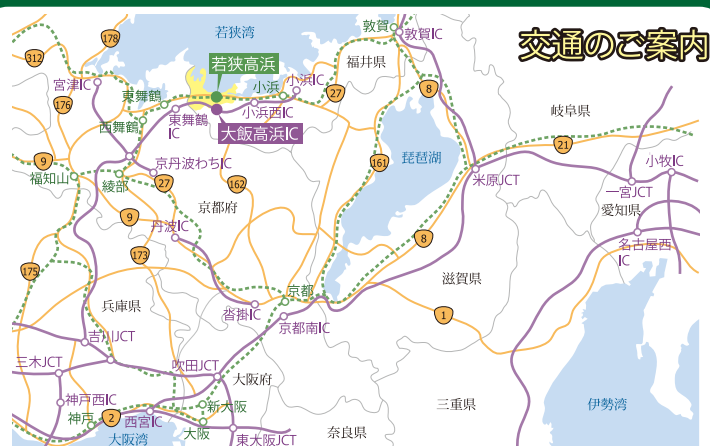 交通のご案内
若狭湾
敦賀
敦賀IC
178
312
福井県
若狭高浜
宮津IC
小浜
小浜IC
8
176
東舞鶴
27
岐阜県
小浜西IC
東舞鶴
IC
大飯高浜IC
西舞鶴
21
9
京丹波わちIC
161
琵琶湖
小牧IC
福知山
綾部
27
162
米原JCT
一宮JCT
京都府
9
愛知県
丹波IC
8
名古屋西
IC
173
175
滋賀県
京都
兵庫県
沓掛IC
1
京都南IC
吉川JCT
三木JCT
吹田JCT
大阪府
神戸西IC
新大阪
三重県
伊勢湾
神戸
2
西宮IC
大阪
大阪湾
東大阪JCT
奈良県